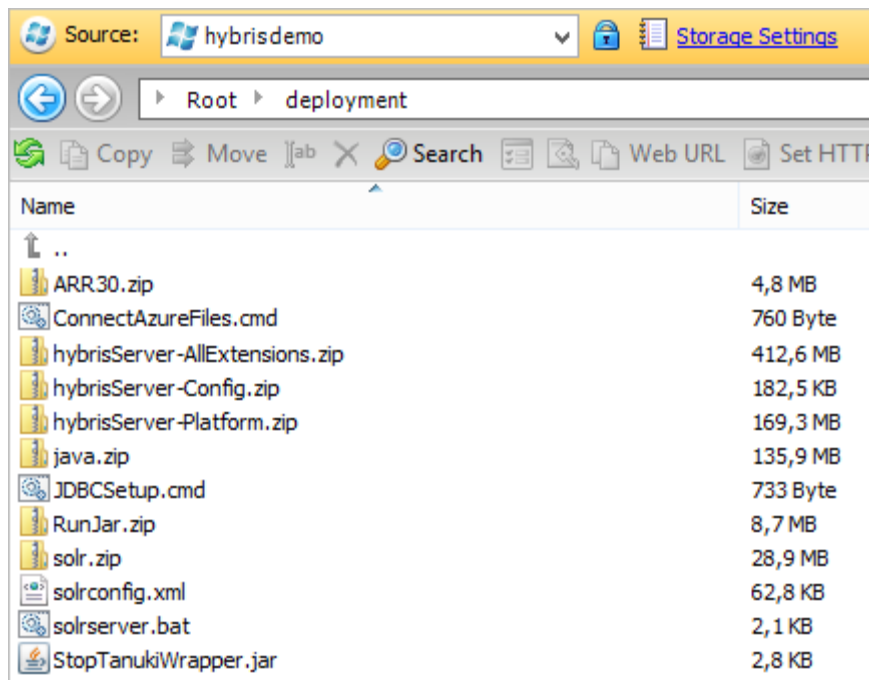 Source: hybrisdemo Storage Settings
Root deployment
Copy Move ab Search Web URL Set HTTP
Name Size
..
ARR30.zip 4,8 MB
ConnectAzureFiles.cmd 760 Byte
hybrisServer-AllExtensions.zip 412,6 MB
hybrisServer-Config.zip 182,5 KB
hybrisServer-Platform.zip 169,3 MB
java.zip 135,9 MB
JDBCSetup.cmd 733 Byte
RunJar.zip 8,7 MB
solr.zip 28,9 MB
solrconfig.xml 62,8 KB
solrserver.bat 2,1 KB
StopTanukiWrapper.jar 2,8 KB